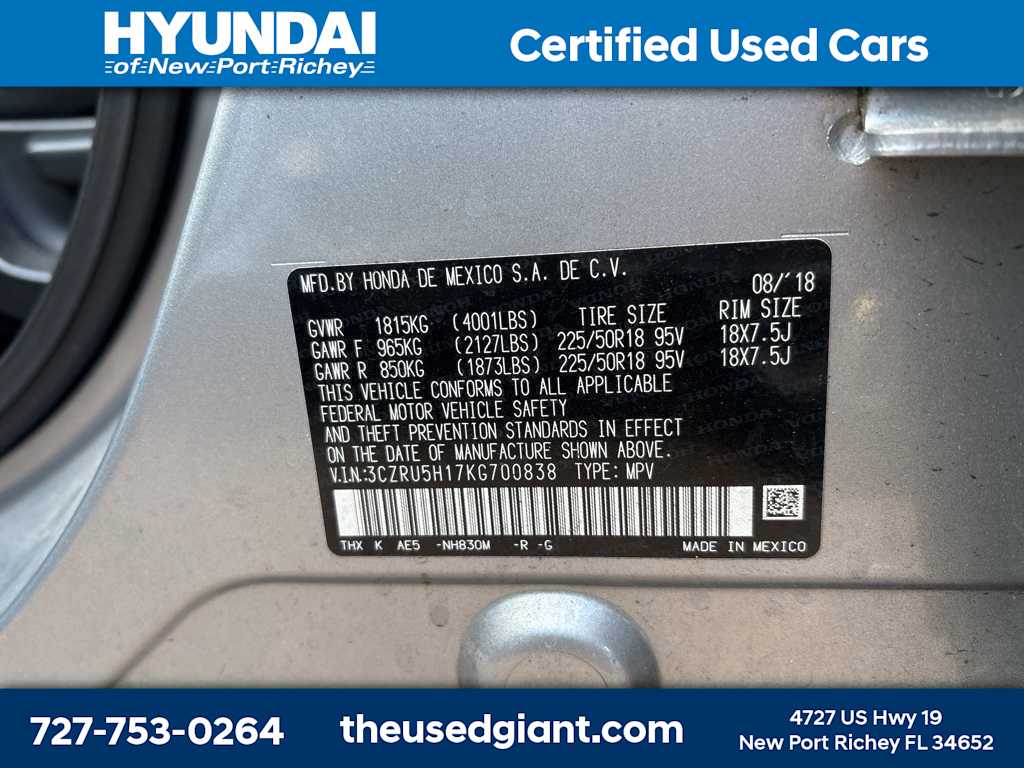 HYUNDAI
of New Port Richey
Certified Used Cars
MFD.BY HONDA DE MEXICO S.A. DE C.V. 08/'18
GVWR 1815KG (4001LBS) TIRE SIZE RIM SIZE
GAWR F 965KG (2127LBS) 225/50R18 95V 18X7.5J
GAWR R 850KG (1873LBS) 225/50R18 95V 18X7.5J
THIS VEHICLE CONFORMS TO ALL APPLICABLE
FEDERAL MOTOR VEHICLE SAFETY
AND THEFT PREVENTION STANDARDS IN EFFECT
ON THE DATE OF MANUFACTURE SHOWN ABOVE.
V.I.N:3CZRU5H17KG700838 TYPE: MPV
THX K AE5 -NH830M -R -G MADE IN MEXICO
727-753-0264
theusedgiant.com
4727 US Hwy 19
New Port Richey FL 34652